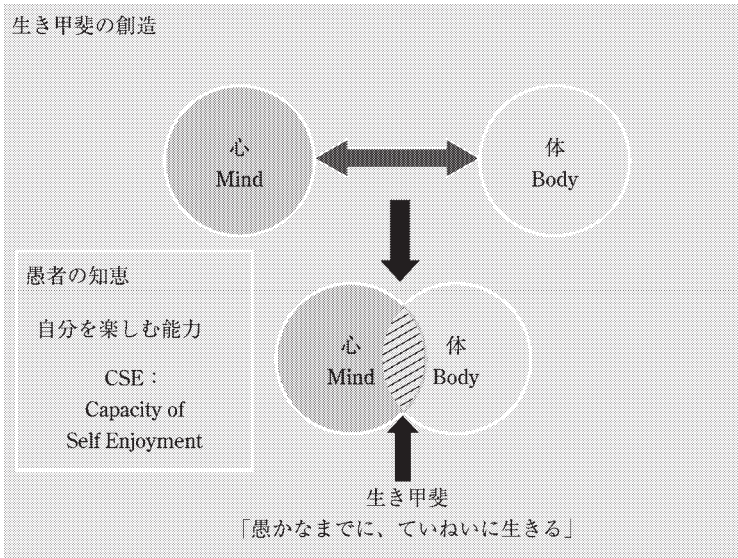 生き甲斐の創造
心
Mind
体
Body
愚者の知恵
自分を楽しむ能力
CSE：
Capacity of
Self Enjoyment
心
Mind
体
Body
生き甲斐
「愚かなまでに、ていねいに生きる」